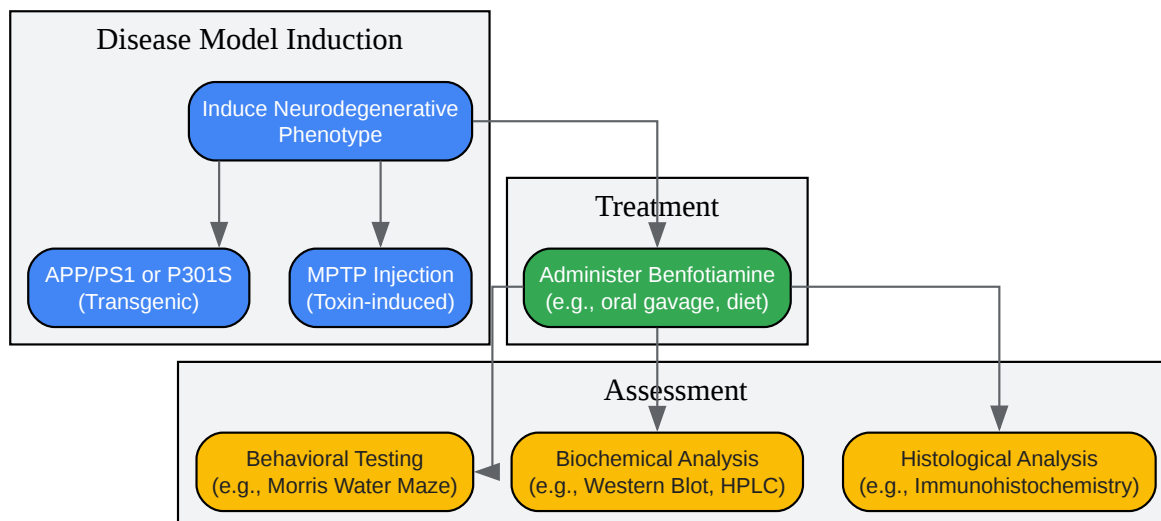 Disease Model Induction
Induce Neurodegenerative
Phenotype
Treatment
APP/PS1 or P301S
(Transgenic)
MPTP Injection
(Toxin-induced)
Administer Benfotiamine
(e.g., oral gavage, diet)
Assessment
Behavioral Testing
(e.g., Morris Water Maze)
Biochemical Analysis
(e.g., Western Blot, HPLC)
Histological Analysis
(e.g., Immunohistochemistry)